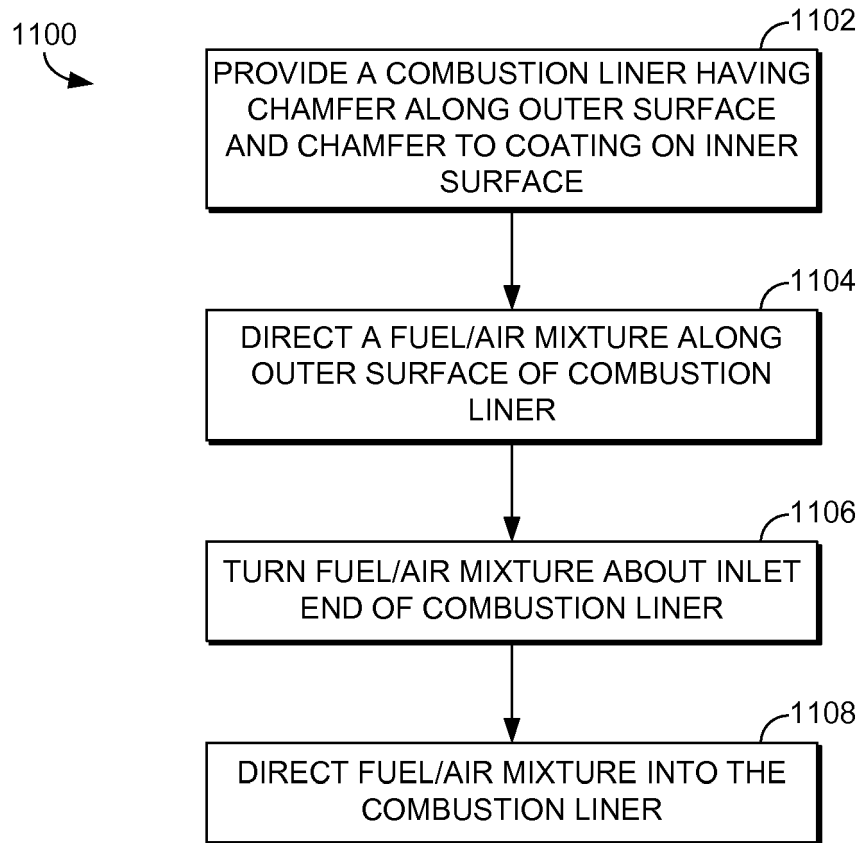 1100
1102
PROVIDE A COMBUSTION LINER HAVING
CHAMFER ALONG OUTER SURFACE
AND CHAMFER TO COATING ON INNER
SURFACE
1104
DIRECT A FUEL/AIR MIXTURE ALONG
OUTER SURFACE OF COMBUSTION
LINER
1106
TURN FUEL/AIR MIXTURE ABOUT INLET
END OF COMBUSTION LINER
1108
DIRECT FUEL/AIR MIXTURE INTO THE
COMBUSTION LINER